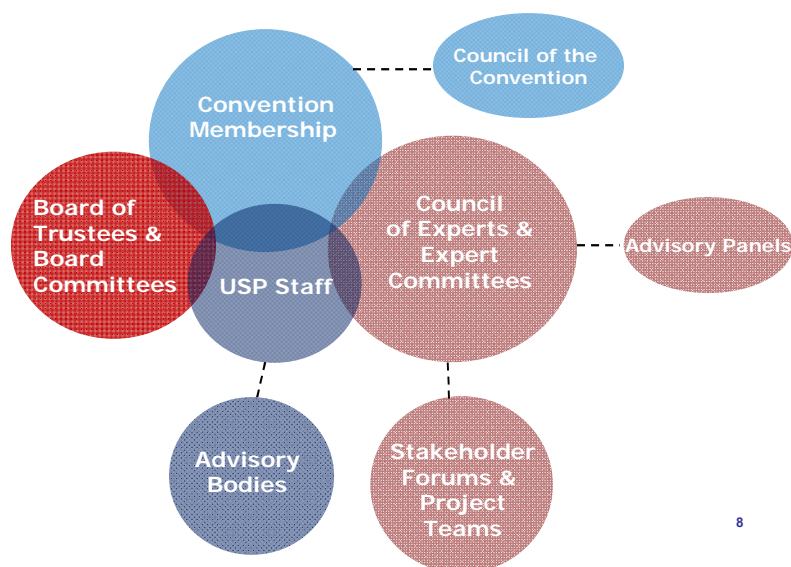 Council of the
Convention
Convention
Membership
Board of
Trustees &
Board
Committees
Council
of Experts &
Expert
Committees
Advisory Panels
USP Staff
Advisory
Bodies
Stakeholder
Forums &
Project
Teams
8